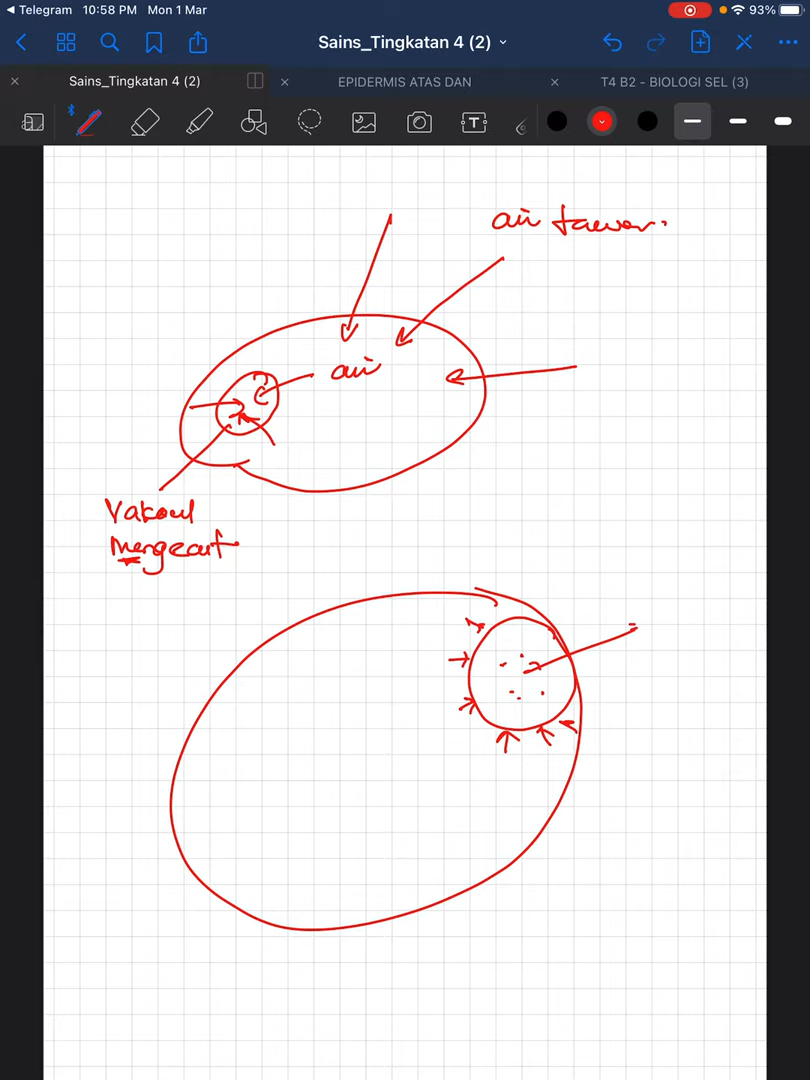 Telegram 10:58 PM Mon 1 Mar 93%
Sains_Tingkatan 4 (2)
Sains_Tingkatan 4 (2) EPIDERMIS ATAS DAN T4 B2 - BIOLOGI SEL (3)
T
air tawar.
air
Vakoul
Mengecut